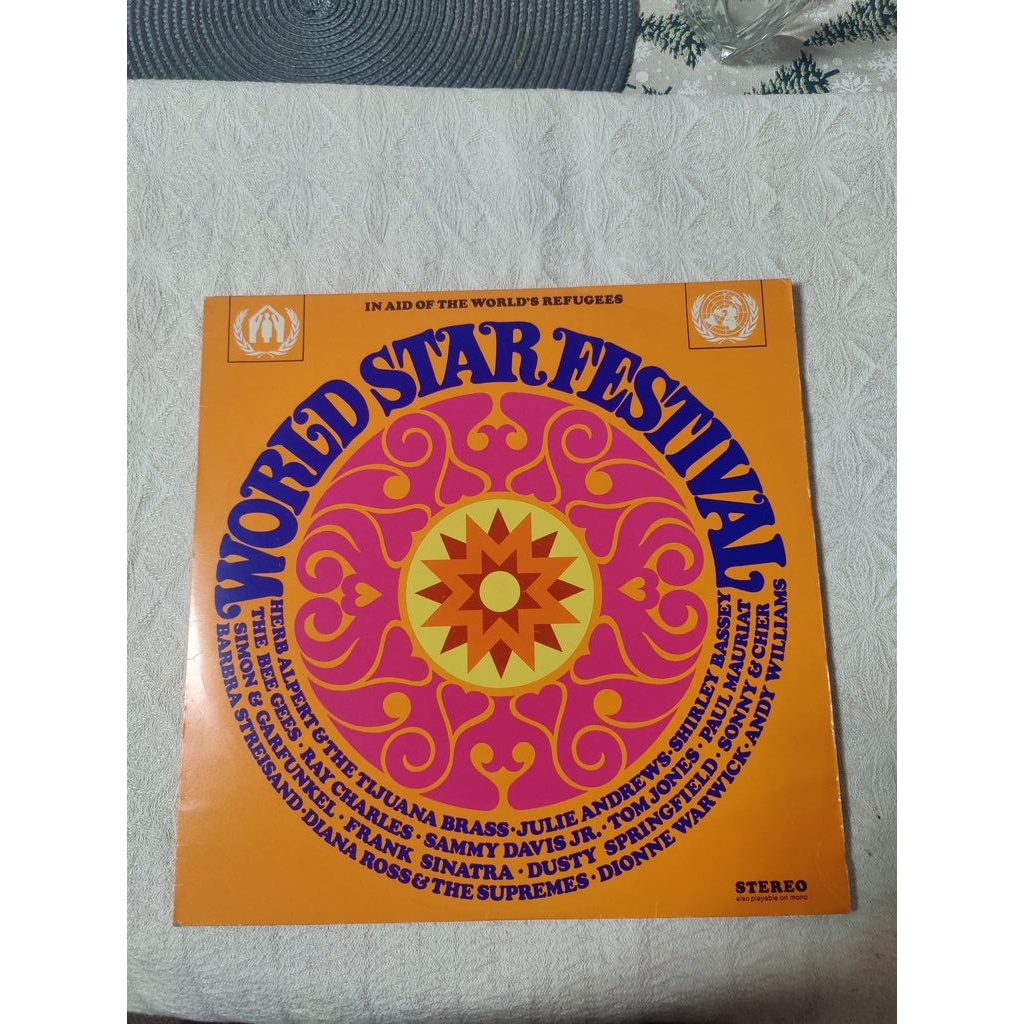 IN AID OF THE WORLD'S REFUGEES
WORLD STAR FESTIVAL
HERB ALPERT & THE TIJUANA BRASS · JULIE ANDREWS · SHIRLEY BASSEY
THE BEE GEES · RAY CHARLES · SAMMY DAVIS JR. · TOM JONES · PAUL MAURIAT
SIMON & GARFUNKEL · FRANK SINATRA · DUSTY SPRINGFIELD · SONNY & CHER
BARBRA STREISAND · DIANA ROSS & THE SUPREMES · DIONNE WARWICK · ANDY WILLIAMS
STEREO
also playable on mono